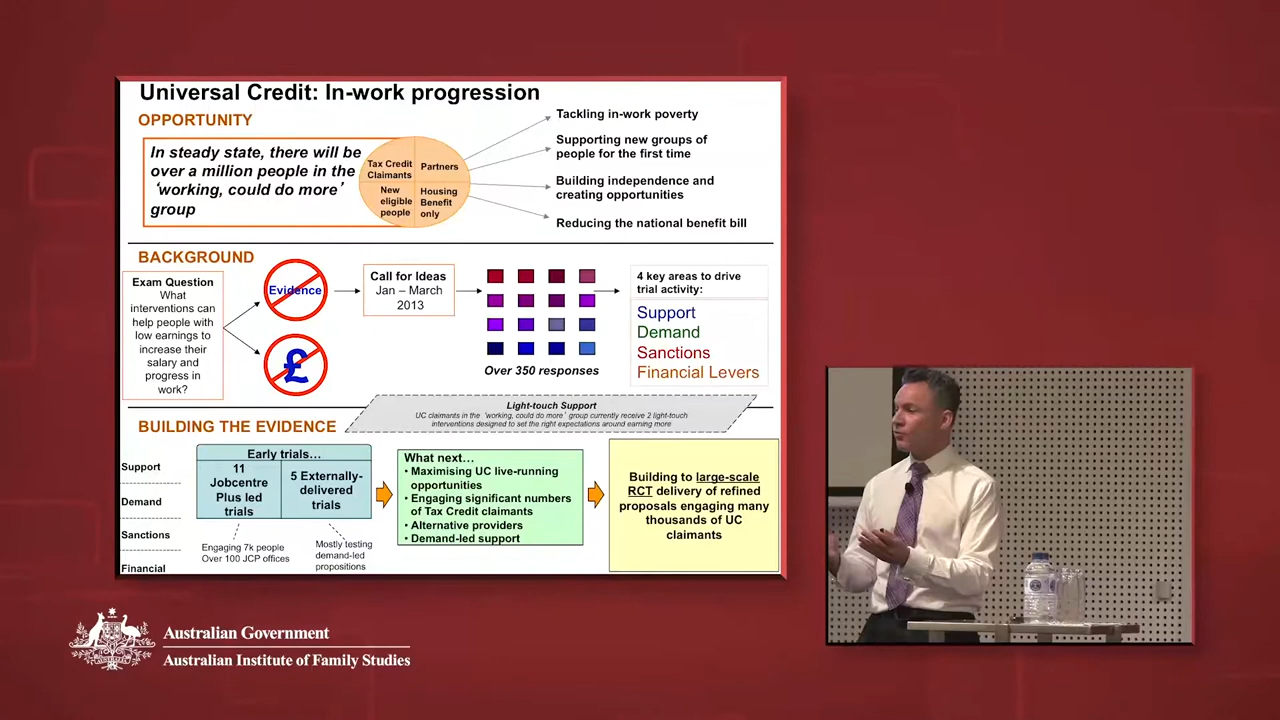 Universal Credit: In-work progression
OPPORTUNITY
In steady state, there will be
over a million people in the
‘working, could do more’
group
Tax Credit
Claimants
Partners
New
eligible
people
Housing
Benefit
only
Tackling in-work poverty
Supporting new groups of
people for the first time
Building independence and
creating opportunities
Reducing the national benefit bill
BACKGROUND
Exam Question
What
interventions can
help people with
low earnings to
increase their
salary and
progress in
work?
Evidence
£
Call for Ideas
Jan – March
2013
Over 350 responses
4 key areas to drive
trial activity:
Support
Demand
Sanctions
Financial Levers
Light-touch Support
UC claimants in the ‘working, could do more’ group currently receive 2 light-touch
interventions designed to set the right expectations around earning more
BUILDING THE EVIDENCE
Support
Demand
Sanctions
Financial
Early trials…
11
Jobcentre
Plus led
trials
5 Externally-
delivered
trials
Engaging 7k people
Over 100 JCP offices
Mostly testing
demand-led
propositions
What next…
• Maximising UC live-running
opportunities
• Engaging significant numbers
of Tax Credit claimants
• Alternative providers
• Demand-led support
Building to large-scale
RCT delivery of refined
proposals engaging many
thousands of UC
claimants
Australian Government
Australian Institute of Family Studies